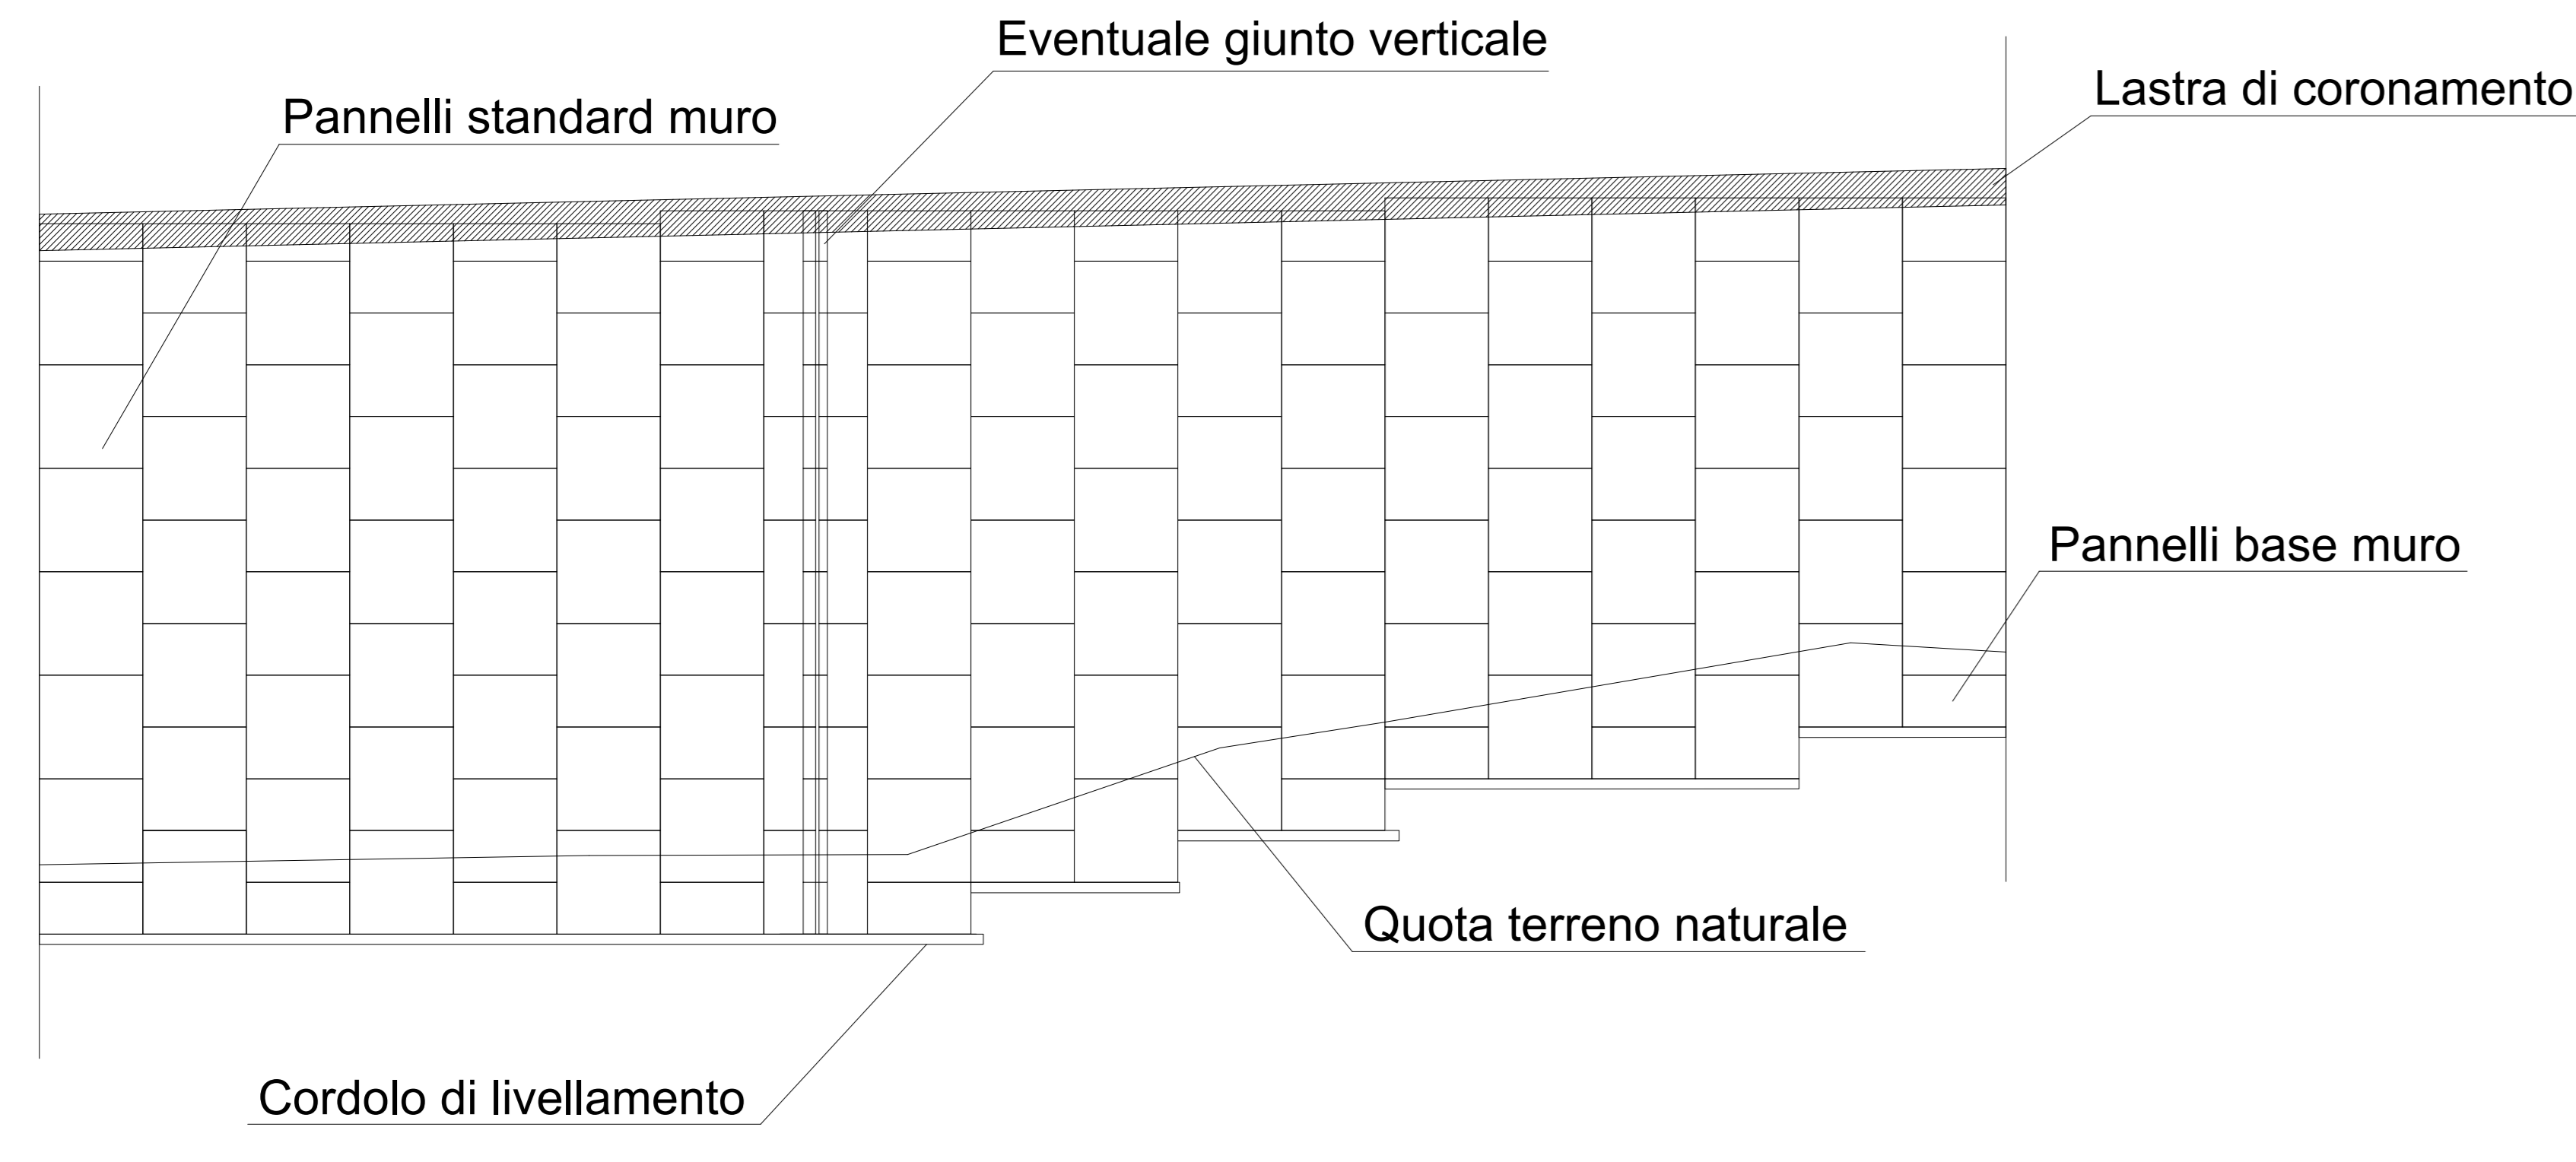 Eventuale giunto verticale
Lastra di coronamento
Pannelli standard muro
Pannelli base muro
Quota terreno naturale
Cordolo di livellamento